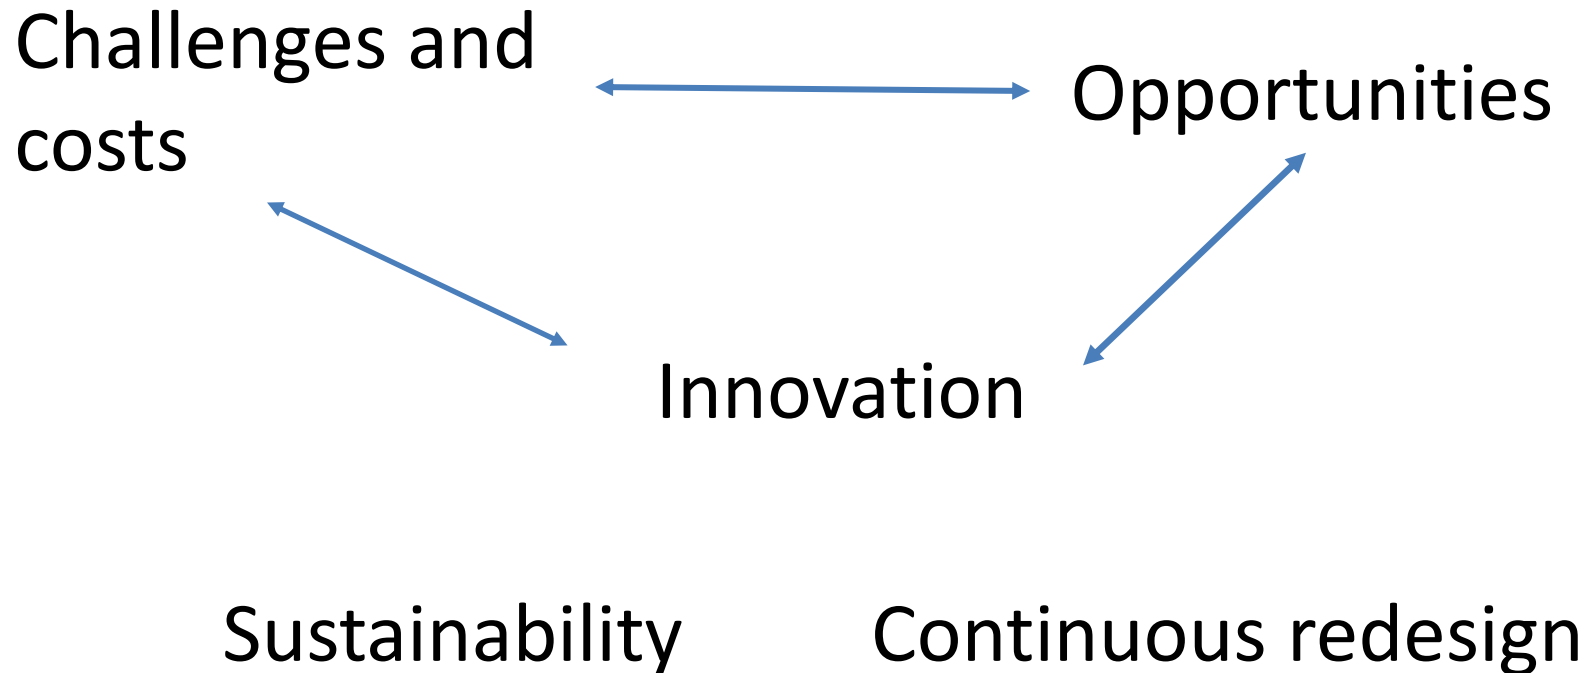 Challenges and
costs
Opportunities
Innovation
Sustainability
Continuous redesign